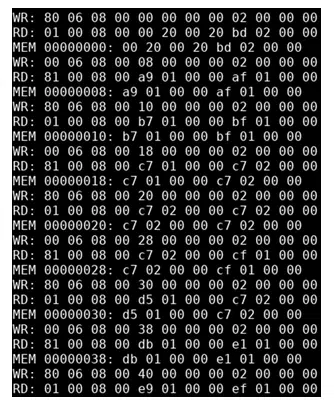 WR: 80 06 08 00 00 00 00 00 02 00 00 00
RD: 01 00 08 00 00 20 00 20 bd 02 00 00
MEM 00000000: 00 20 00 20 bd 02 00 00
WR: 00 06 08 00 08 00 00 00 02 00 00 00
RD: 81 00 08 00 a9 01 00 00 af 01 00 00
MEM 00000008: a9 01 00 00 af 01 00 00
WR: 80 06 08 00 10 00 00 00 02 00 00 00
RD: 01 00 08 00 b7 01 00 00 bf 01 00 00
MEM 00000010: b7 01 00 00 bf 01 00 00
WR: 00 06 08 00 18 00 00 00 02 00 00 00
RD: 81 00 08 00 c7 01 00 00 c7 02 00 00
MEM 00000018: c7 01 00 00 c7 02 00 00
WR: 80 06 08 00 20 00 00 00 02 00 00 00
RD: 01 00 08 00 c7 02 00 00 c7 02 00 00
MEM 00000020: c7 02 00 00 c7 02 00 00
WR: 00 06 08 00 28 00 00 00 02 00 00 00
RD: 81 00 08 00 c7 02 00 00 cf 01 00 00
MEM 00000028: c7 02 00 00 cf 01 00 00
WR: 80 06 08 00 30 00 00 00 02 00 00 00
RD: 01 00 08 00 d5 01 00 00 c7 02 00 00
MEM 00000030: d5 01 00 00 c7 02 00 00
WR: 00 06 08 00 38 00 00 00 02 00 00 00
RD: 81 00 08 00 db 01 00 00 e1 01 00 00
MEM 00000038: db 01 00 00 e1 01 00 00
WR: 80 06 08 00 40 00 00 00 02 00 00 00
RD: 01 00 08 00 e9 01 00 00 ef 01 00 00